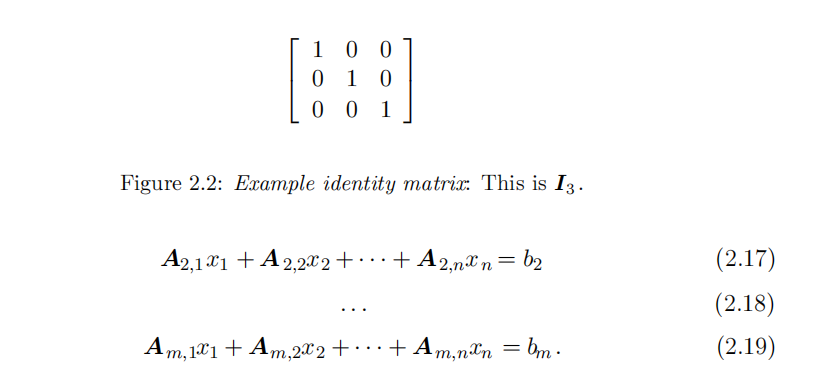 1 0 0
0 1 0
0 0 1
Figure 2.2: Example identity matrix: This is I₃.
A₂,₁x₁ + A₂,₂x₂ + ··· + A₂,ₙxₙ = b₂ (2.17)
... (2.18)
Aₘ,₁x₁ + Aₘ,₂x₂ + ··· + Aₘ,ₙxₙ = bₘ. (2.19)